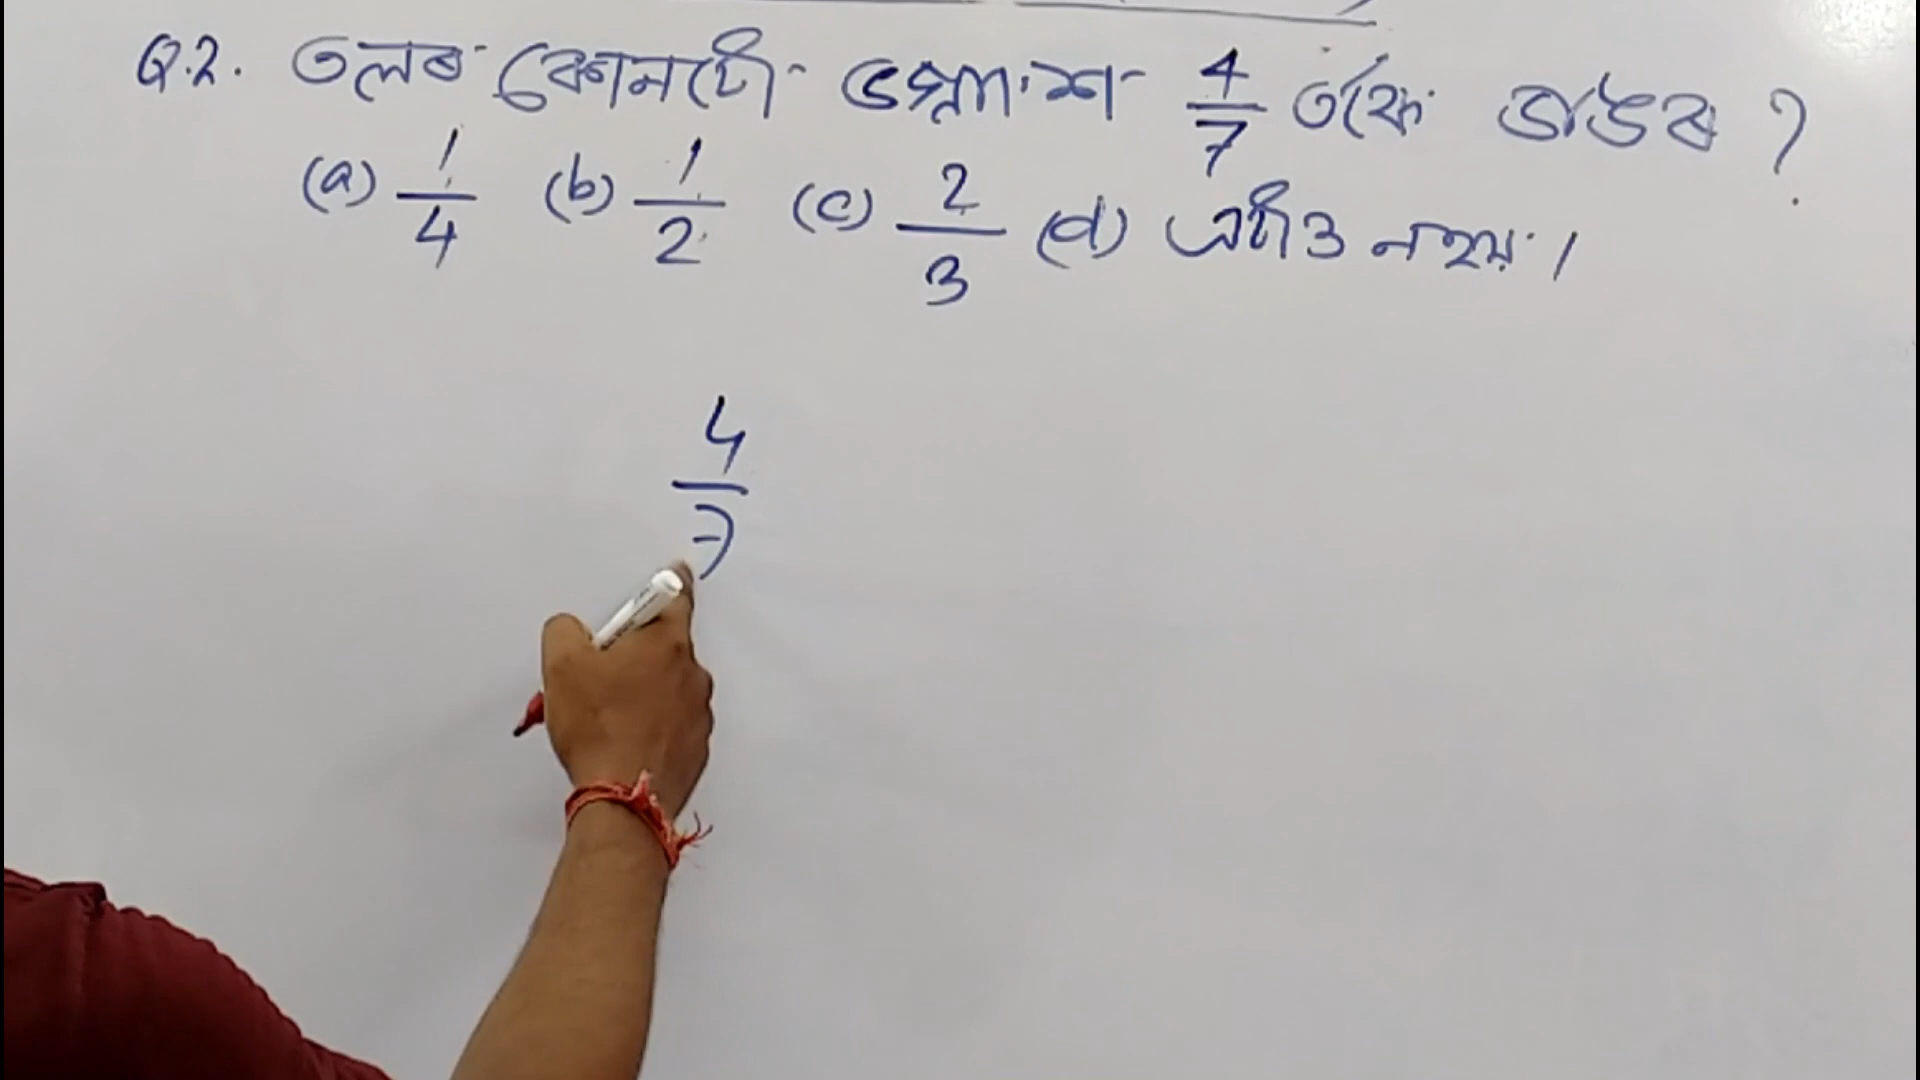 Q.2. তলৰ কোনটো ভগ্নাংশ 4/7 তকৈ ডাঙৰ ?
(a) 1/4 (b) 1/2 (c) 2/3 (d) এটাও নহয়।
4/7